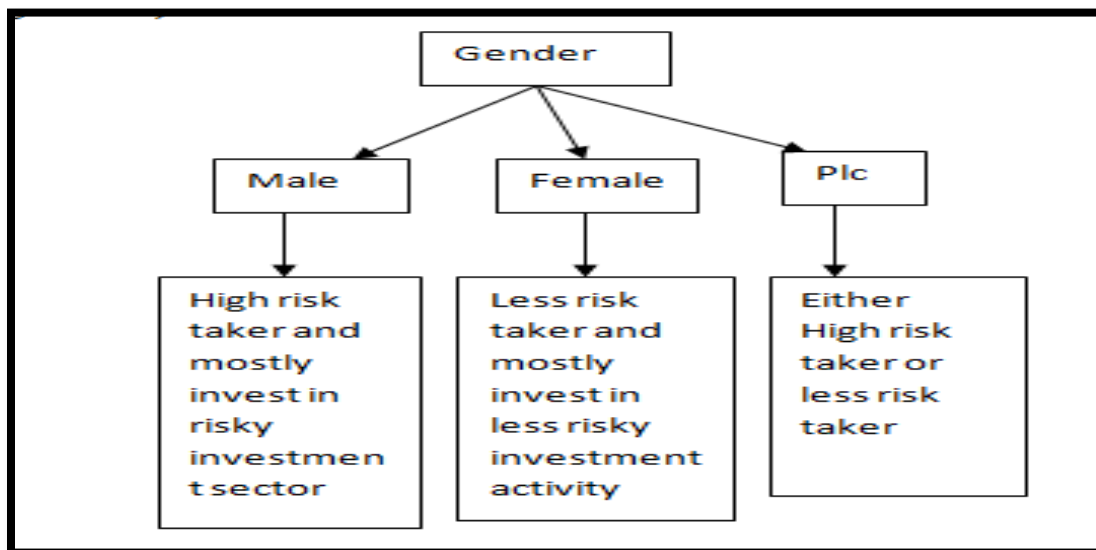 Gender
Male
Female
Plc
High risk
taker and
mostly
invest in
risky
investmen
t sector
Less risk
taker and
mostly
invest in
less risky
investment
activity
Either
High risk
taker or
less risk
taker